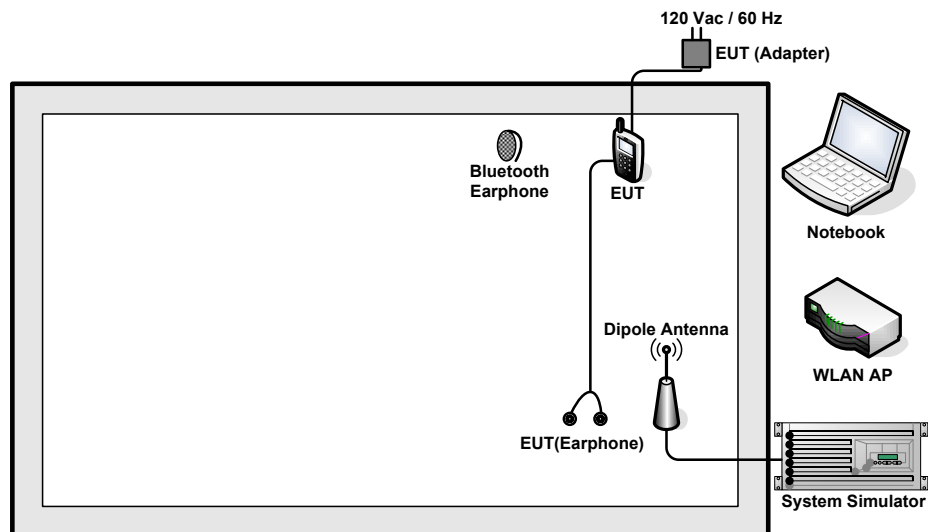 120 Vac / 60 Hz
EUT (Adapter)
Bluetooth
Earphone
EUT
Notebook
Dipole Antenna
WLAN AP
EUT(Earphone)
System Simulator